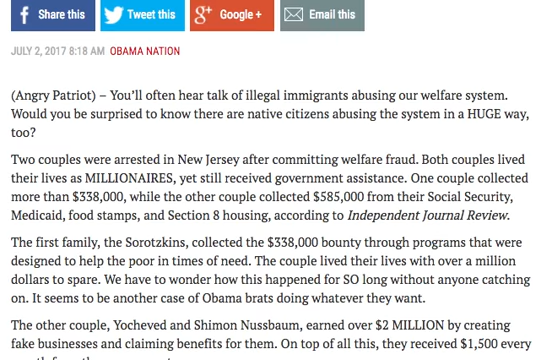 Share this Tweet this Google + Email this
JULY 2, 2017 8:18 AM OBAMA NATION
(Angry Patriot) – You’ll often hear talk of illegal immigrants abusing our welfare system.
Would you be surprised to know there are native citizens abusing the system in a HUGE way,
too?
Two couples were arrested in New Jersey after committing welfare fraud. Both couples lived
their lives as MILLIONAIRES, yet still received government assistance. One couple collected
more than $338,000, while the other couple collected $585,000 from their Social Security,
Medicaid, food stamps, and Section 8 housing, according to Independent Journal Review.
The first family, the Sorotzkins, collected the $338,000 bounty through programs that were
designed to help the poor in times of need. The couple lived their lives with over a million
dollars to spare. We have to wonder how this happened for SO long without anyone catching
on. It seems to be another case of Obama brats doing whatever they want.
The other couple, Yocheved and Shimon Nussbaum, earned over $2 MILLION by creating
fake businesses and claiming benefits for them. On top of all this, they received $1,500 every